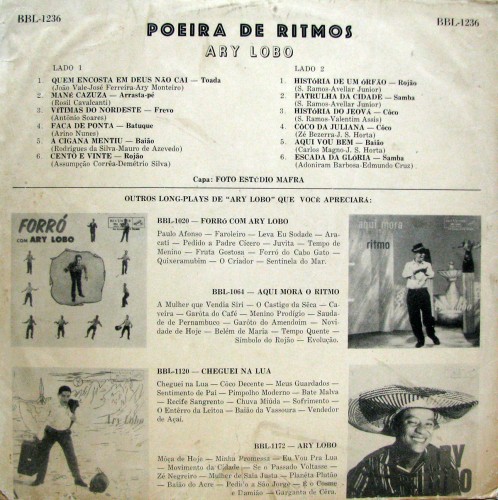 BBL-1236
POEIRA DE RITMOS
BBL-1236
ARY LOBO
LADO 1
1. QUEM ENCOSTA EM DEUS NÃO CAI — Toada
(João Vale-José Ferreira-Ary Monteiro)
2. MANÉ CAZUZA — Arrasta-pé
(Rosil Cavalcanti)
3. VÍTIMAS DO NORDESTE — Frevo
(Antônio Soares)
4. FACA DE PONTA — Batuque
(Arino Nunes)
5. A CIGANA MENTIU — Baião
(Rodrigues da Silva-Mauro de Azevedo)
6. CENTO E VINTE — Rojão
(Assumpção Corrêa-Demétrio Silva)
LADO 2
1. HISTÓRIA DE UM ÓRFÃO — Rojão
(S. Ramos-Avellar Junior)
2. PATRULHA DA CIDADE — Samba
(S. Ramos-Avellar Junior)
3. HISTÓRIA DO JEOVÁ — Côco
(S. Ramos-Valentim Assis)
4. CÔCO DA JULIANA — Côco
(Zé Bezerra-J. S. Horta)
5. AQUI VOU BEM — Baião
(Carlos Magno-J. S. Horta)
6. ESCADA DA GLÓRIA — Samba
(Adoniram Barbosa-Edmundo Cruz)
Capa: FOTO ESTÚDIO MAFRA
OUTROS LONG-PLAYS DE "ARY LOBO" QUE VOCÊ APRECIARÁ:
FORRÓ
COM ARY LOBO
BBL-1020 — FORRÓ COM ARY LOBO
Paulo Afonso — Faroleiro — Leva Eu Sodade — Ara-
cati — Pedido a Padre Cícero — Juvita — Tempo de
Menino — Fruta Gostosa — Forró do Cabo Gato —
Quixeramubim — O Criador — Sentinela do Mar.
aqui mora
ritmo
BBL-1064 — AQUI MORA O RITMO
A Mulher que Vendia Siri — O Castigo da Sêca — Ca-
veira — Garôta do Café — Menino Prodígio — Sauda-
de de Pernambuco — Garôto do Amendoim — Novi-
dade de Hoje — Belém de Maria — Tempo Quente —
Símbolo do Rojão — Evolução.
Ary Lobo
BBL-1120 — CHEGUEI NA LUA
Cheguei na Lua — Côco Decente — Meus Guardados —
Sentimento de Pai — Pimpolho Moderno — Bate Malva
— Recife Sangrento — Chuva Miúda — Sofrimento —
O Entêrro da Leitoa — Baião da Vassoura — Vendedor
de Açaí.
BBL-1172 — ARY LOBO
Môça de Hoje — Minha Promessa — Eu Vou Pra Lua
— Movimento da Cidade — Se o Passado Voltasse —
Zé Negreiro — Mulher de Saia Justa — Planêta Platão
— Baião do Acre — Pedido a São Jorge — E o Cosme
e Damião — Garganta de Cêra.
ARY
LOBO